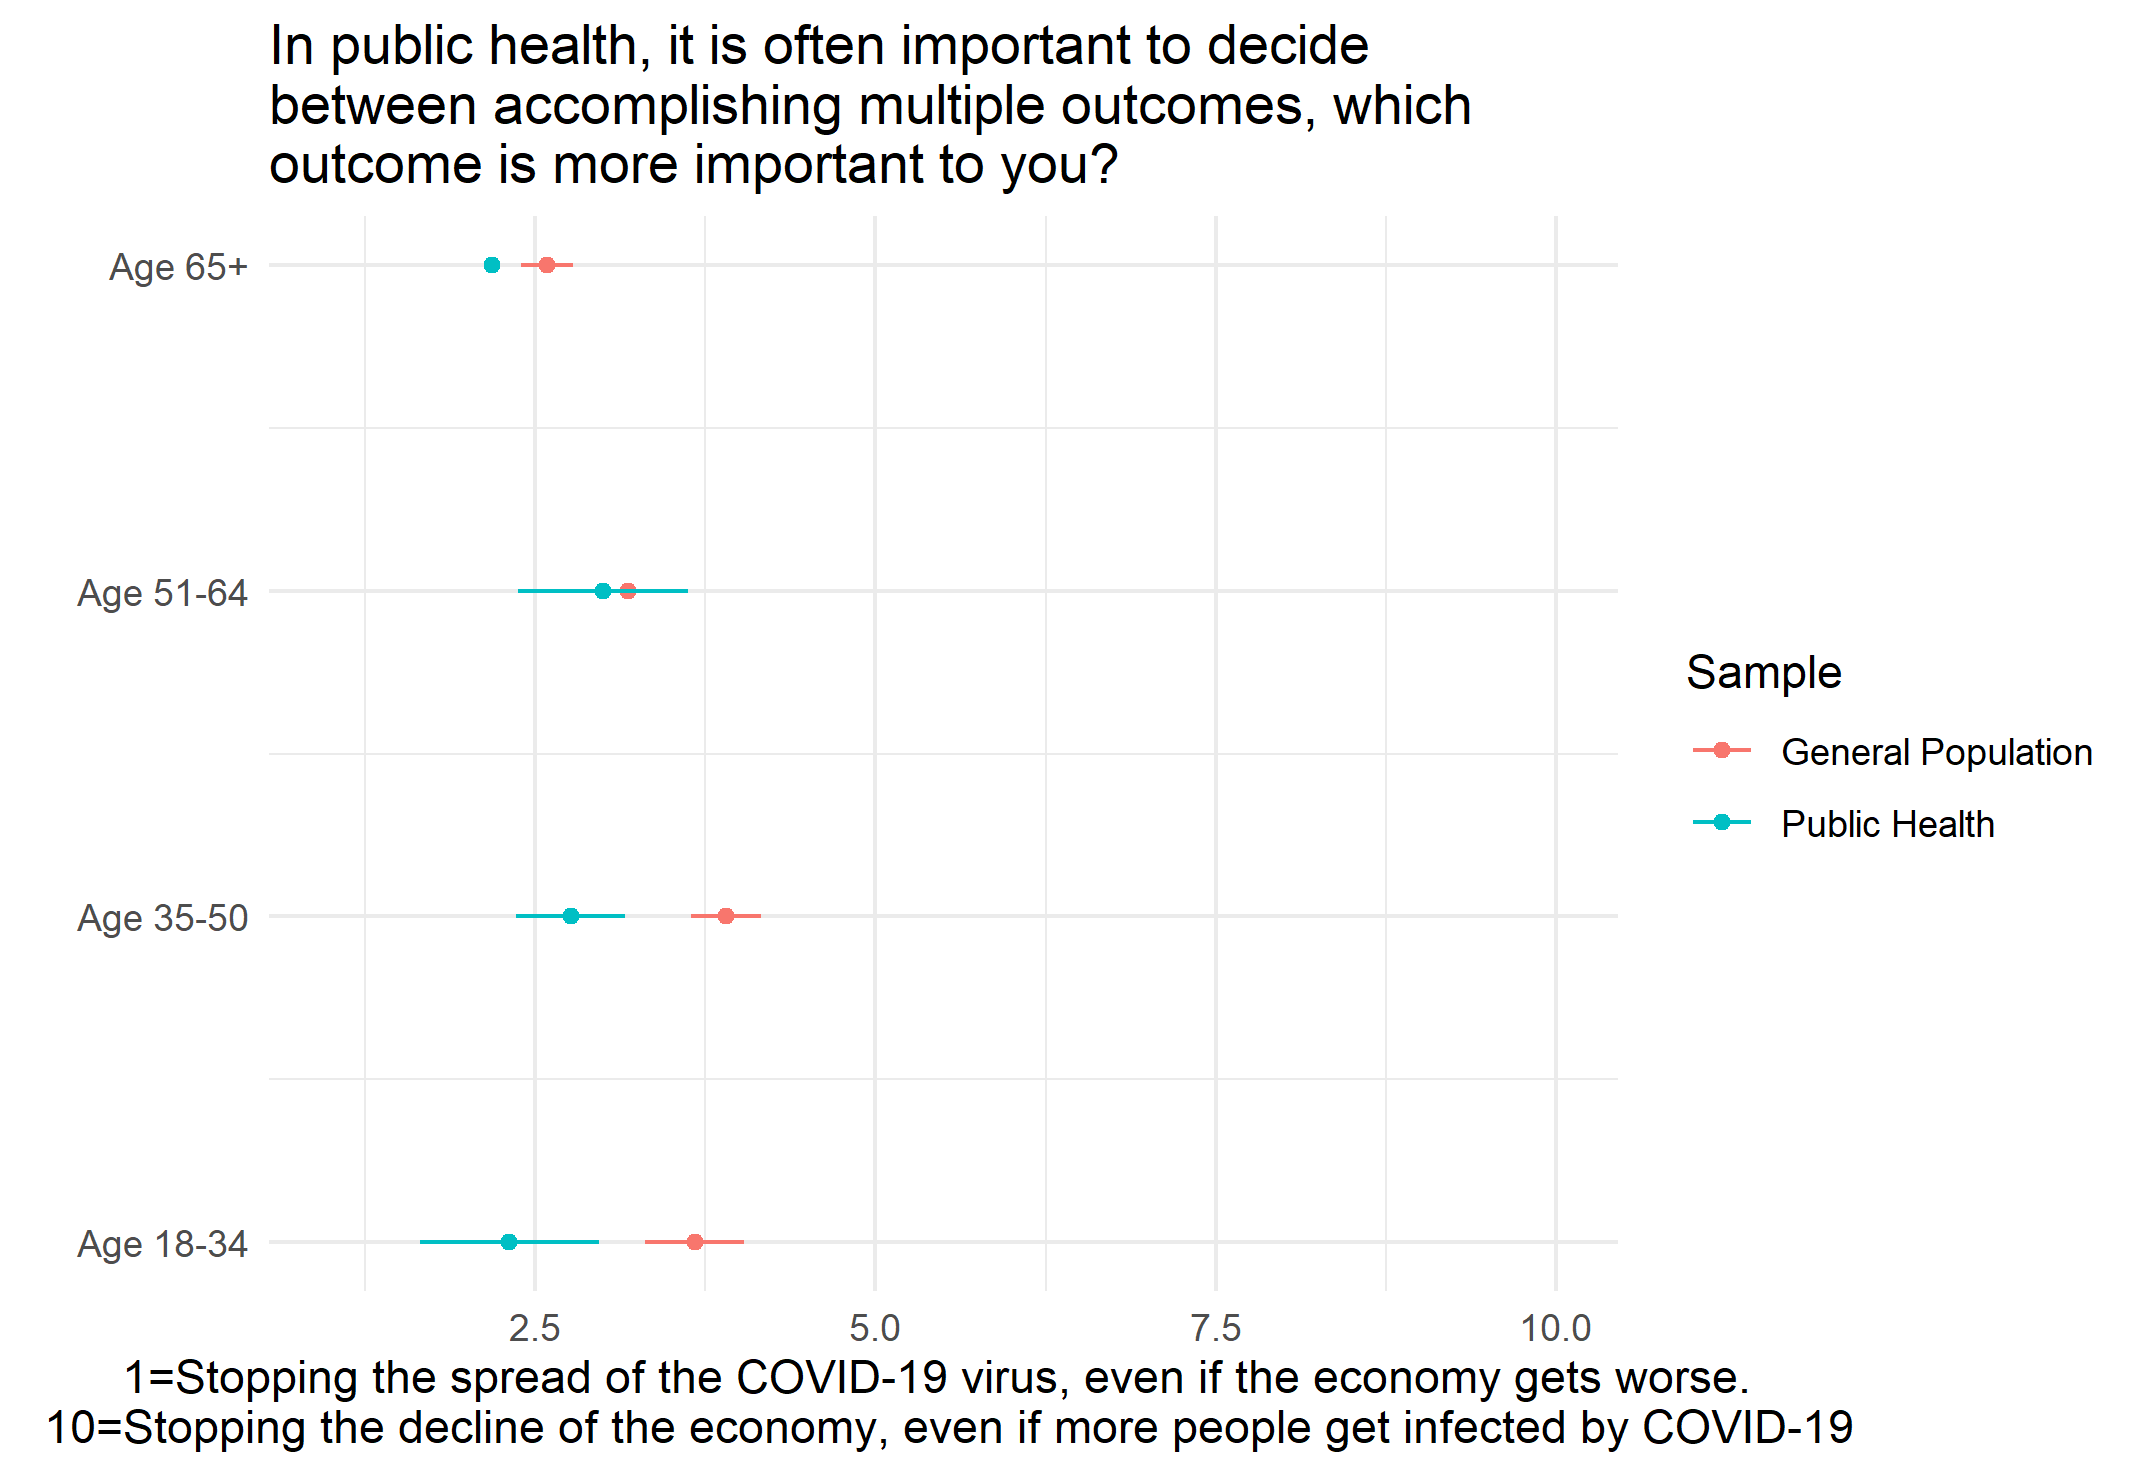 In public health, it is often important to decide
between accomplishing multiple outcomes, which
outcome is more important to you?
Age 65+
Age 51-64
Age 35-50
Age 18-34
2.5
5.0
7.5
10.0
1=Stopping the spread of the COVID-19 virus, even if the economy gets worse.
10=Stopping the decline of the economy, even if more people get infected by COVID-19
Sample
General Population
Public Health